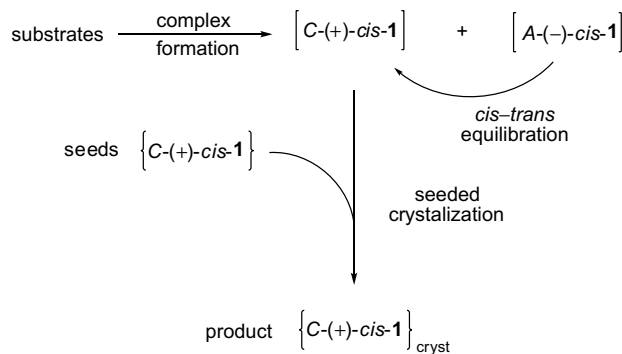 substrates complex formation [C-(+)-cis-1] + [A-(−)-cis-1]
cis–trans
equilibration
seeds {C-(+)-cis-1}
seeded
crystalization
product {C-(+)-cis-1}cryst